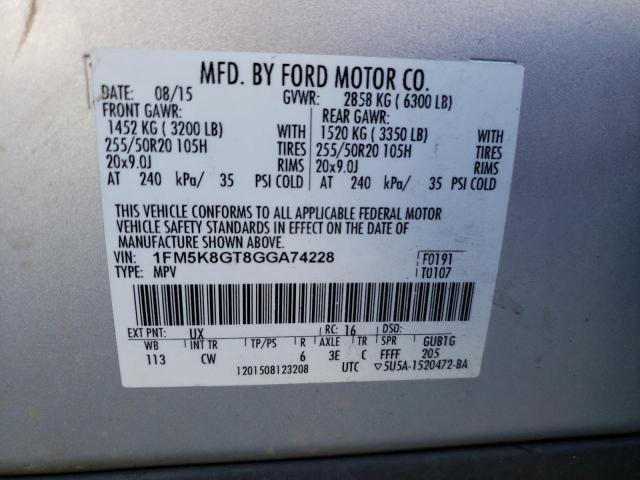 MFD. BY FORD MOTOR CO.
DATE: 08/15 GVWR: 2858 KG ( 6300 LB)
FRONT GAWR: REAR GAWR:
1452 KG ( 3200 LB) WITH 1520 KG ( 3350 LB) WITH
255/50R20 105H TIRES 255/50R20 105H TIRES
20x9.0J RIMS 20x9.0J RIMS
AT 240 kPa/ 35 PSI COLD AT 240 kPa/ 35 PSI COLD
THIS VEHICLE CONFORMS TO ALL APPLICABLE FEDERAL MOTOR
VEHICLE SAFETY STANDARDS IN EFFECT ON THE DATE OF
MANUFACTURE SHOWN ABOVE.
VIN: 1FM5K8GT8GGA74228 F0191
TYPE: MPV T0107
EXT PNT: UX RC: 16 DSO:
WB INT TR TP/PS R AXLE TR SPR GUB1G
113 CW 6 3E C FFFF 205
1201508123208 UTC ▽5U5A-1520472-BA